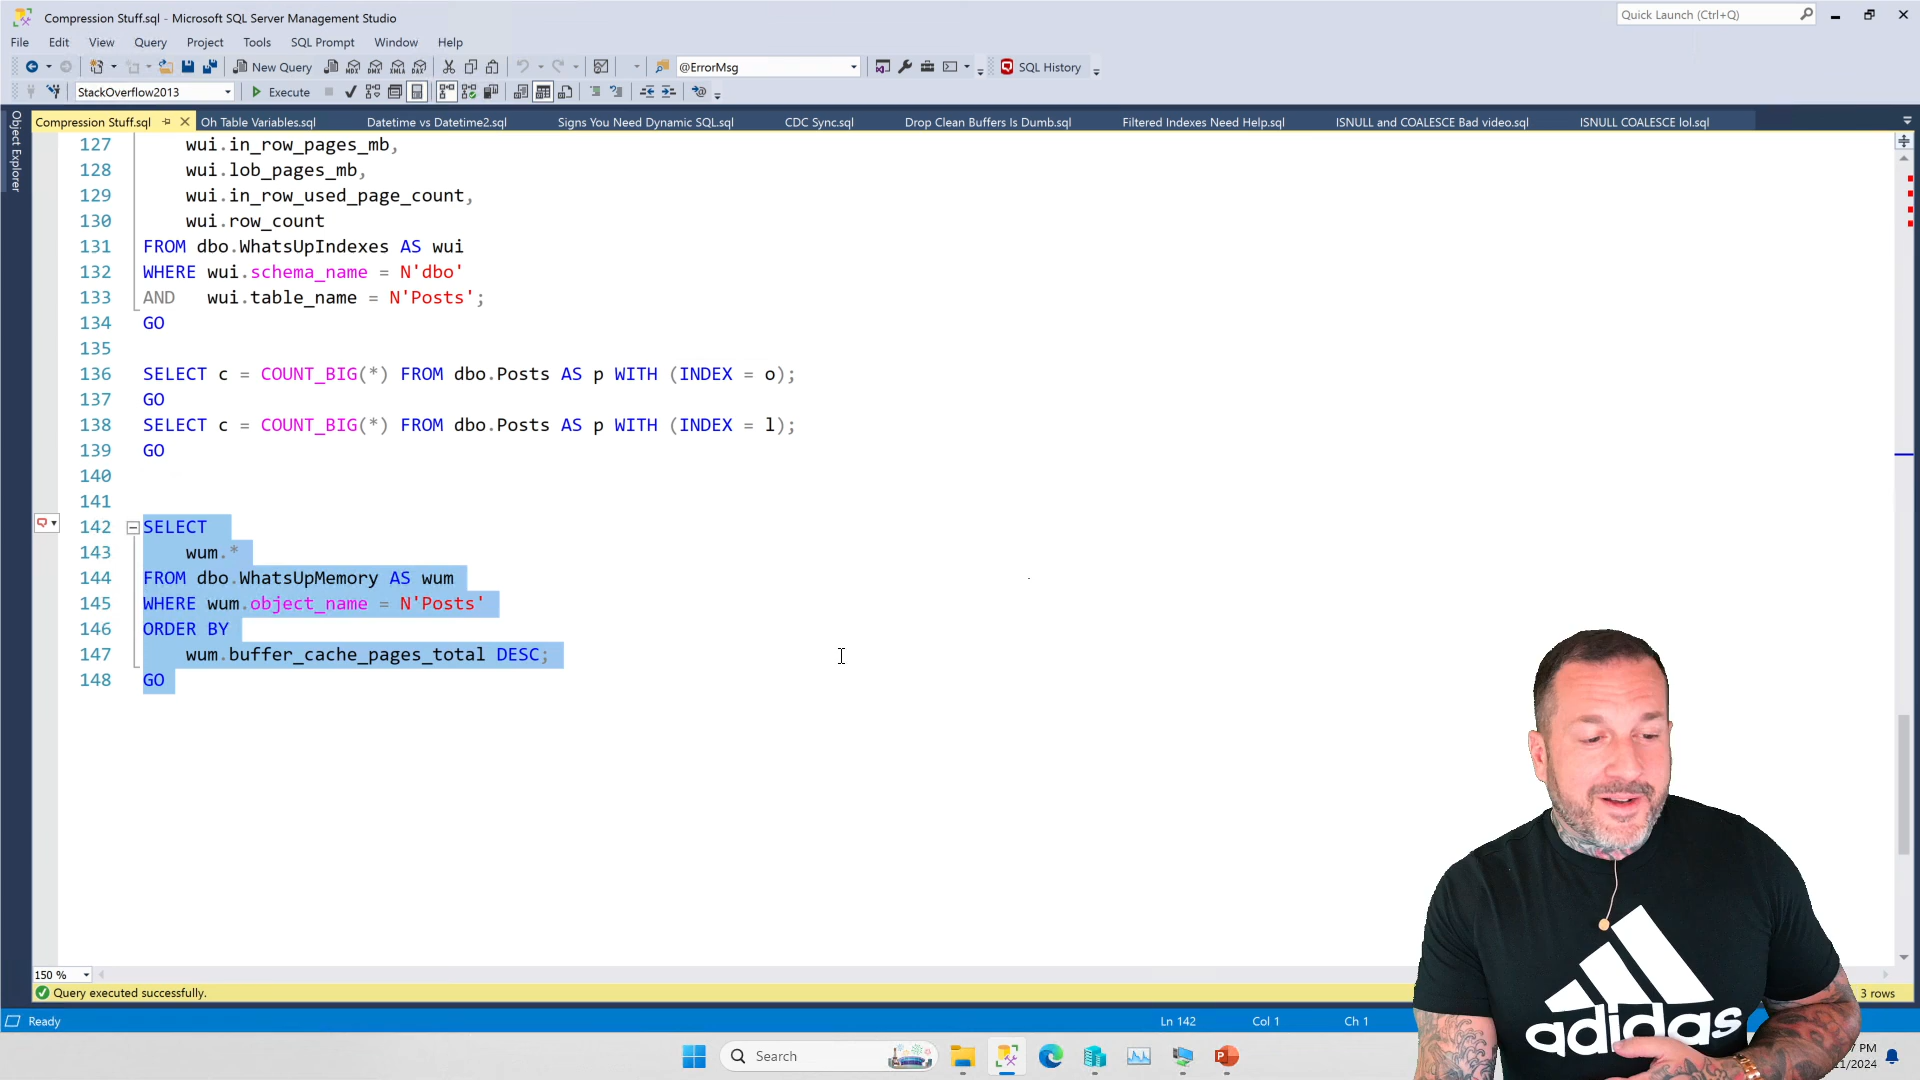 Compression Stuff.sql - Microsoft SQL Server Management Studio
Quick Launch (Ctrl+Q)
File Edit View Query Project Tools SQL Prompt Window Help
New Query
@ErrorMsg
SQL History
StackOverflow2013
Execute
Compression Stuff.sql
Oh Table Variables.sql
Datetime vs Datetime2.sql
Signs You Need Dynamic SQL.sql
CDC Sync.sql
Drop Clean Buffers Is Dumb.sql
Filtered Indexes Need Help.sql
ISNULL and COALESCE Bad video.sql
ISNULL COALESCE lol.sql
Object Explorer
127 wui.in_row_pages_mb,
128 wui.lob_pages_mb,
129 wui.in_row_used_page_count,
130 wui.row_count
131 FROM dbo.WhatsUpIndexes AS wui
132 WHERE wui.schema_name = N'dbo'
133 AND wui.table_name = N'Posts';
134 GO
135
136 SELECT c = COUNT_BIG(*) FROM dbo.Posts AS p WITH (INDEX = o);
137 GO
138 SELECT c = COUNT_BIG(*) FROM dbo.Posts AS p WITH (INDEX = l);
139 GO
140
141
142 SELECT
143 wum.*
144 FROM dbo.WhatsUpMemory AS wum
145 WHERE wum.object_name = N'Posts'
146 ORDER BY
147 wum.buffer_cache_pages_total DESC;
148 GO
150 %
Query executed successfully.
3 rows
Ready
Ln 142
Col 1
Ch 1
Search
PM
/2024
adidas